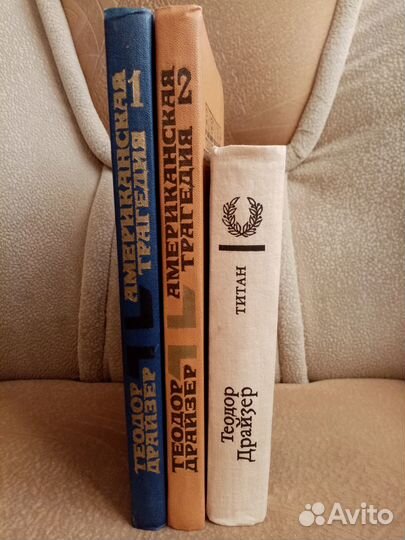 ТЕОДОР
ДРАЙЗЕР
АМЕРИКАНСКАЯ
ТРАГЕДИЯ
1
ТЕОДОР
ДРАЙЗЕР
АМЕРИКАНСКАЯ
ТРАГЕДИЯ
2
Теодор
Драйзер
ТИТАН
Avito